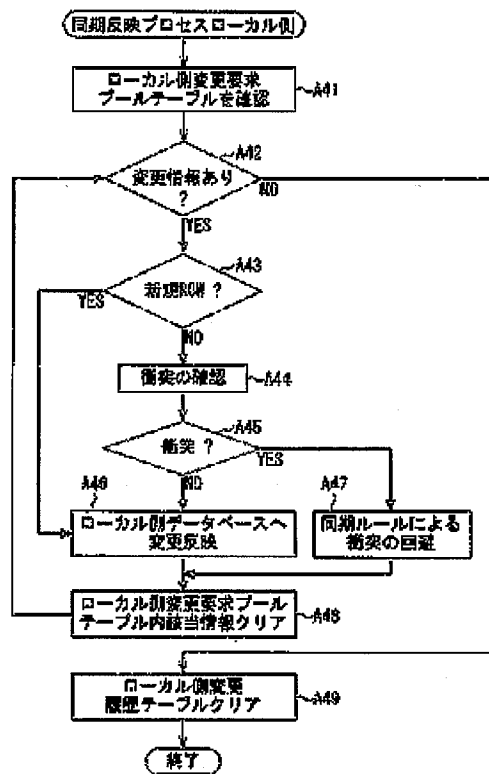 同期反映プロセスローカル側
ローカル側変更要求
プールテーブルを確認
A41
A42
変更情報あり
?
NO
YES
A43
新規ROW ?
YES
NO
衝突の確認
A44
A45
衝突 ?
YES
A46
NO
A47
ローカル側データベースへ
変更反映
同期ルールによる
衝突の回避
ローカル側変更要求プール
テーブル内該当情報クリア
A48
ローカル側変更
履歴テーブルクリア
A49
終了